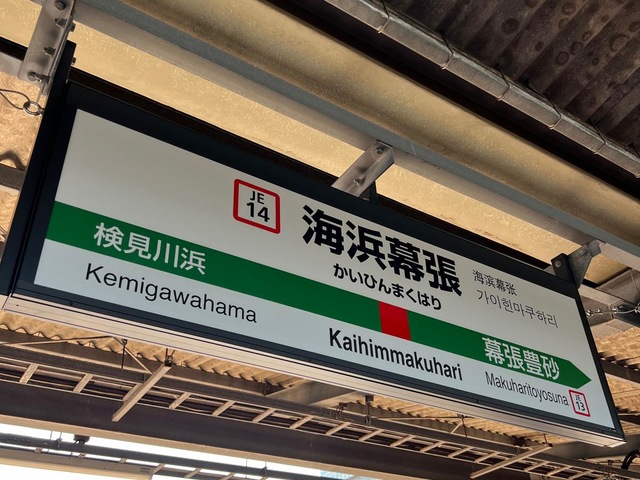 JE
14
海浜幕張
かいひんまくはり
海滨幕张
가이힌마쿠하리
検見川浜
Kemigawahama
Kaihimmakuhari
幕張豊砂
Makuharitoyosuna
JE
13